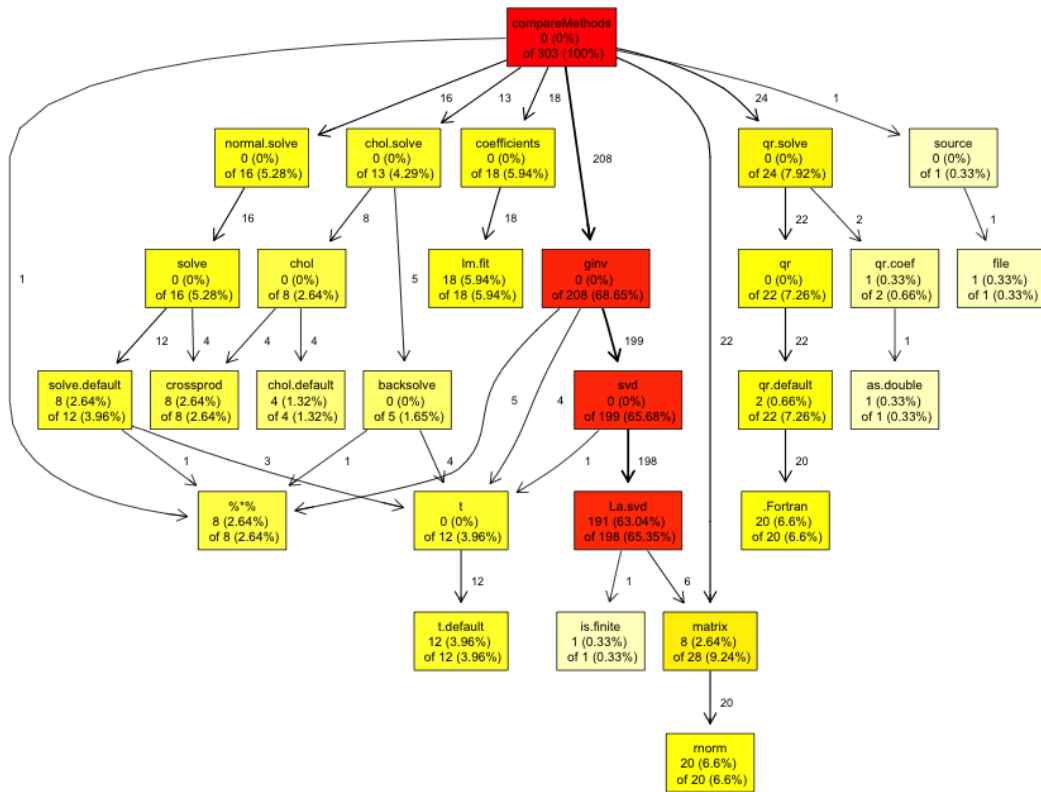 compareMethods
0 (0%)
of 303 (100%)
16
13
18
24
1
normal.solve
0 (0%)
of 16 (5.28%)
chol.solve
0 (0%)
of 13 (4.29%)
coefficients
0 (0%)
of 18 (5.94%)
208
qr.solve
0 (0%)
of 24 (7.92%)
source
0 (0%)
of 1 (0.33%)
16
8
18
22
2
1
1
solve
0 (0%)
of 16 (5.28%)
chol
0 (0%)
of 8 (2.64%)
5
lm.fit
18 (5.94%)
of 18 (5.94%)
ginv
0 (0%)
of 208 (68.65%)
qr
0 (0%)
of 22 (7.26%)
qr.coef
1 (0.33%)
of 2 (0.66%)
file
1 (0.33%)
of 1 (0.33%)
12
4
4
4
199
22
22
1
solve.default
8 (2.64%)
of 12 (3.96%)
crossprod
8 (2.64%)
of 8 (2.64%)
chol.default
4 (1.32%)
of 4 (1.32%)
backsolve
0 (0%)
of 5 (1.65%)
5
4
svd
0 (0%)
of 199 (65.68%)
qr.default
2 (0.66%)
of 22 (7.26%)
as.double
1 (0.33%)
of 1 (0.33%)
1
3
1
4
1
198
20
%*%
8 (2.64%)
of 8 (2.64%)
t
0 (0%)
of 12 (3.96%)
La.svd
191 (63.04%)
of 198 (65.35%)
.Fortran
20 (6.6%)
of 20 (6.6%)
12
1
6
t.default
12 (3.96%)
of 12 (3.96%)
is.finite
1 (0.33%)
of 1 (0.33%)
matrix
8 (2.64%)
of 28 (9.24%)
20
rnorm
20 (6.6%)
of 20 (6.6%)